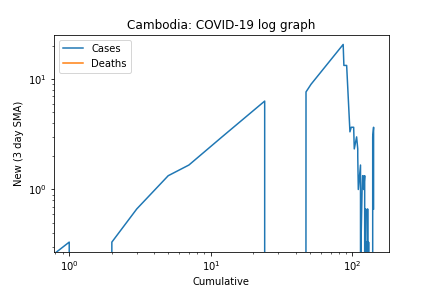 Cambodia: COVID-19 log graph
Cases
Deaths
New (3 day SMA)
10¹
10⁰
10⁰ 10¹ 10²
Cumulative